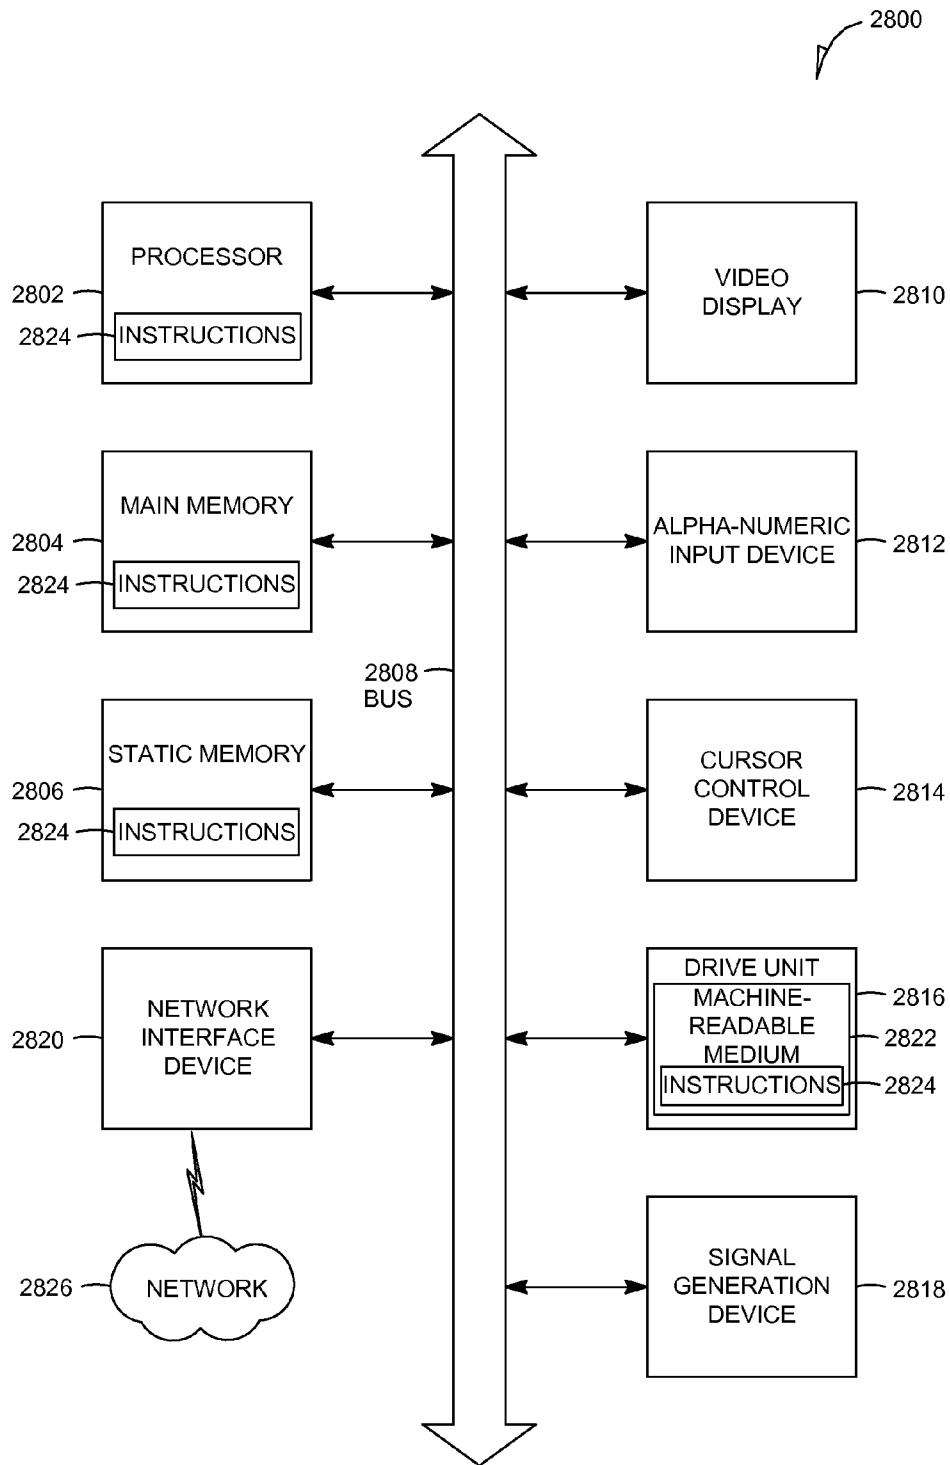 2800
PROCESSOR
2802
2824
INSTRUCTIONS
VIDEO
DISPLAY
2810
MAIN MEMORY
2804
2824
INSTRUCTIONS
ALPHA-NUMERIC
INPUT DEVICE
2812
2808
BUS
STATIC MEMORY
2806
2824
INSTRUCTIONS
CURSOR
CONTROL
DEVICE
2814
NETWORK
INTERFACE
DEVICE
2820
DRIVE UNIT
2816
MACHINE-
READABLE
MEDIUM
2822
INSTRUCTIONS
2824
NETWORK
2826
SIGNAL
GENERATION
DEVICE
2818